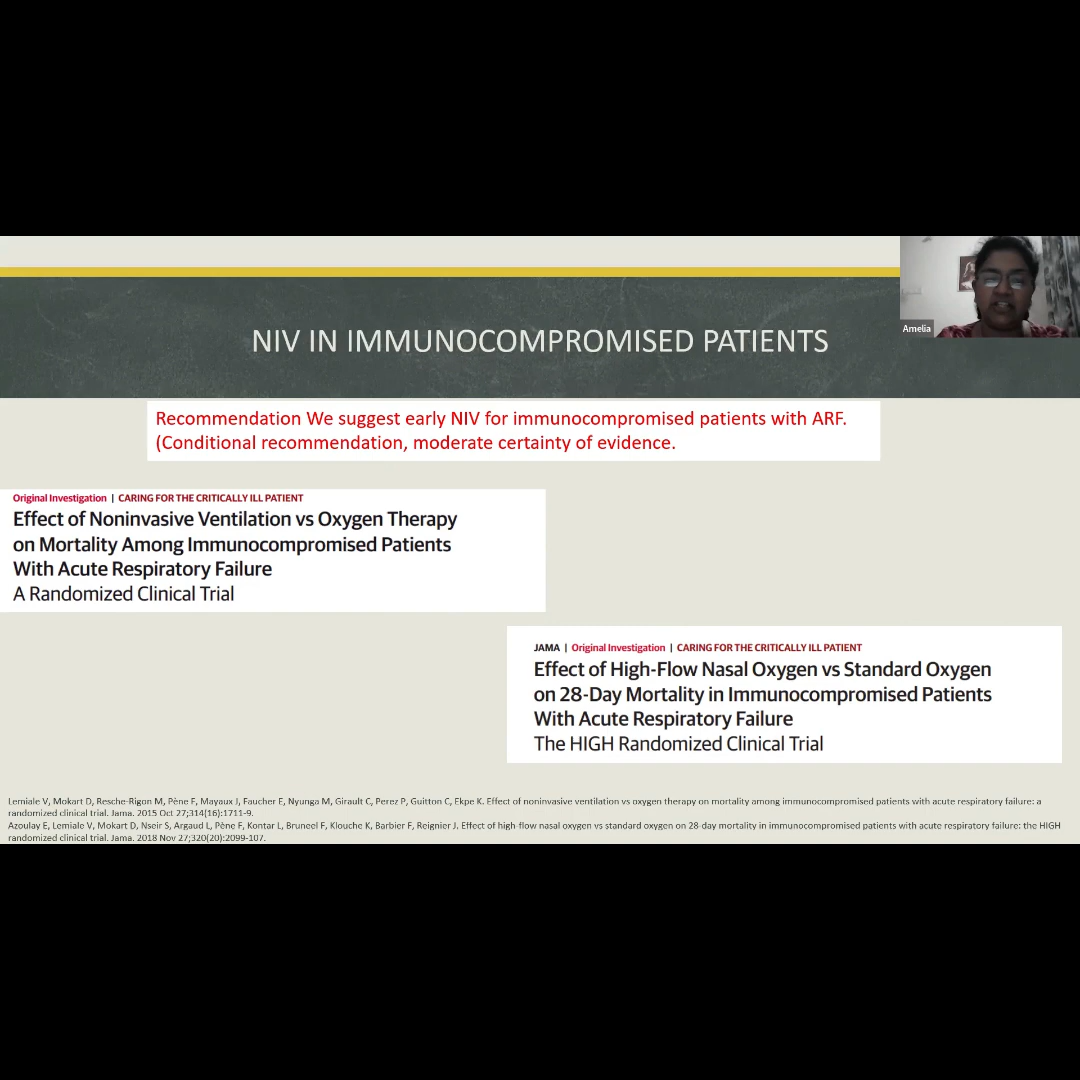 Amelia
NIV IN IMMUNOCOMPROMISED PATIENTS
Recommendation We suggest early NIV for immunocompromised patients with ARF.
(Conditional recommendation, moderate certainty of evidence.
Original Investigation | CARING FOR THE CRITICALLY ILL PATIENT
Effect of Noninvasive Ventilation vs Oxygen Therapy
on Mortality Among Immunocompromised Patients
With Acute Respiratory Failure
A Randomized Clinical Trial
JAMA | Original Investigation | CARING FOR THE CRITICALLY ILL PATIENT
Effect of High-Flow Nasal Oxygen vs Standard Oxygen
on 28-Day Mortality in Immunocompromised Patients
With Acute Respiratory Failure
The HIGH Randomized Clinical Trial
Lemiale V, Mokart D, Resche-Rigon M, Pène F, Mayaux J, Faucher E, Nyunga M, Girault C, Perez P, Guitton C, Ekpe K. Effect of noninvasive ventilation vs oxygen therapy on mortality among immunocompromised patients with acute respiratory failure: a
randomized clinical trial. Jama. 2015 Oct 27;314(16):1711-9.
Azoulay E, Lemiale V, Mokart D, Nseir S, Argaud L, Pène F, Kontar L, Bruneel F, Klouche K, Barbier F, Reignier J. Effect of high-flow nasal oxygen vs standard oxygen on 28-day mortality in immunocompromised patients with acute respiratory failure: the HIGH
randomized clinical trial. Jama. 2018 Nov 27;320(20):2099-107.